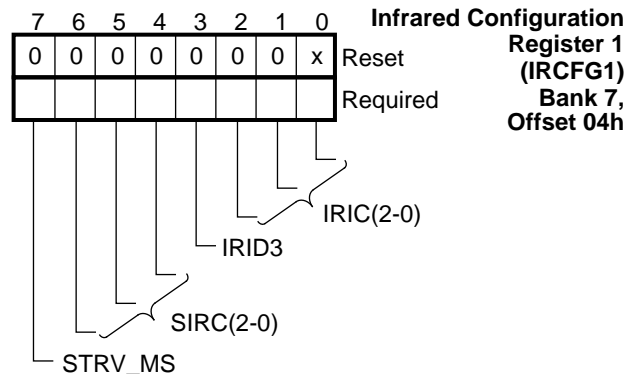 7 6 5 4 3 2 1 0
0 0 0 0 0 0 0 x Reset
Required
Infrared Configuration
Register 1
(IRCFG1)
Bank 7,
Offset 04h
IRIC(2-0)
IRID3
SIRC(2-0)
STRV_MS